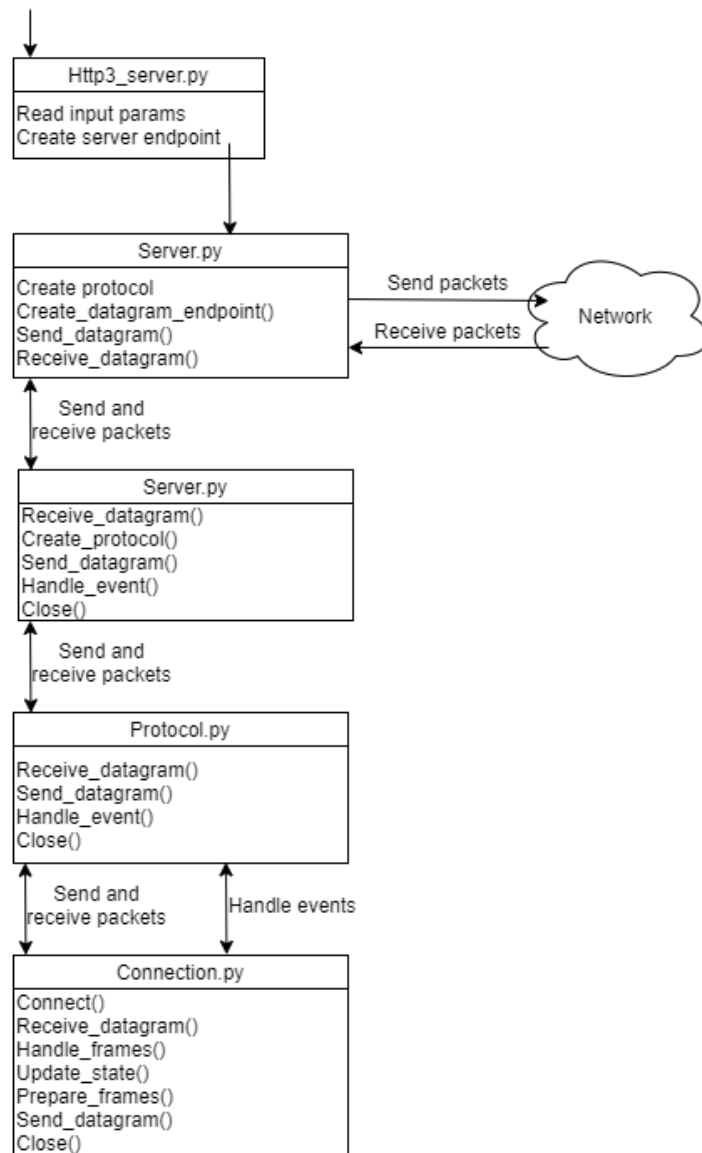 Http3_server.py
Read input params
Create server endpoint
Server.py
Create protocol
Create_datagram_endpoint()
Send_datagram()
Receive_datagram()
Send packets
Receive packets
Network
Send and
receive packets
Server.py
Receive_datagram()
Create_protocol()
Send_datagram()
Handle_event()
Close()
Send and
receive packets
Protocol.py
Receive_datagram()
Send_datagram()
Handle_event()
Close()
Send and
receive packets
Handle events
Connection.py
Connect()
Receive_datagram()
Handle_frames()
Update_state()
Prepare_frames()
Send_datagram()
Close()